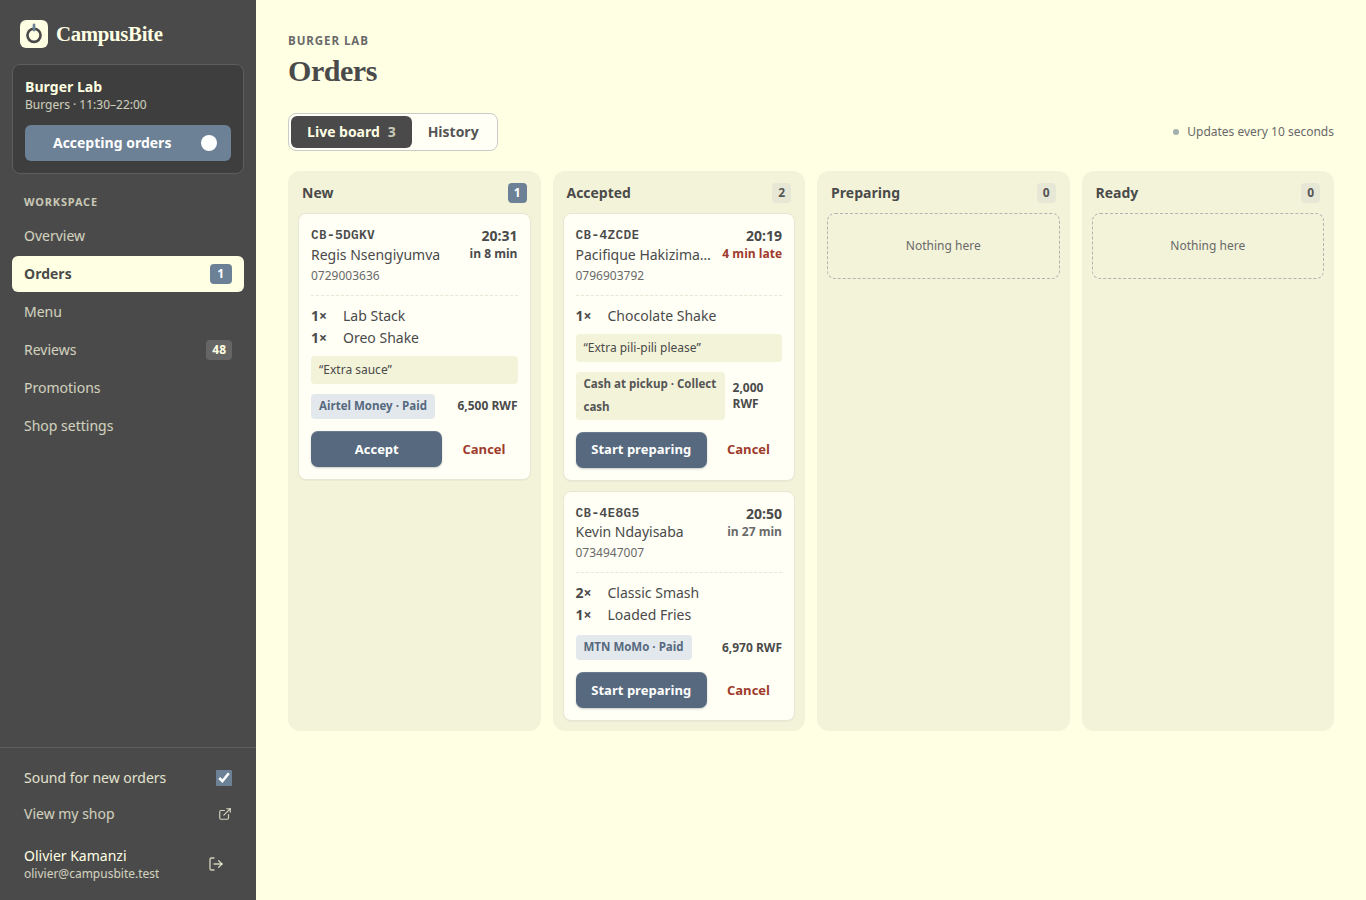 CampusBite
Burger Lab
Burgers · 11:30–22:00
Accepting orders
WORKSPACE
Overview
Orders 1
Menu
Reviews 48
Promotions
Shop settings
Sound for new orders
View my shop
Olivier Kamanzi
olivier@campusbite.test
BURGER LAB
Orders
Live board 3 History
Updates every 10 seconds
New 1
CB-5DGKV 20:31
Regis Nsengiyumva in 8 min
0729003636
1× Lab Stack
1× Oreo Shake
“Extra sauce”
Airtel Money · Paid 6,500 RWF
Accept Cancel
Accepted 2
CB-4ZCDE 20:19
Pacifique Hakizima... 4 min late
0796903792
1× Chocolate Shake
“Extra pili-pili please”
Cash at pickup · Collect
cash
2,000
RWF
Start preparing Cancel
CB-4E8G5 20:50
Kevin Ndayisaba in 27 min
0734947007
2× Classic Smash
1× Loaded Fries
MTN MoMo · Paid 6,970 RWF
Start preparing Cancel
Preparing 0
Nothing here
Ready 0
Nothing here